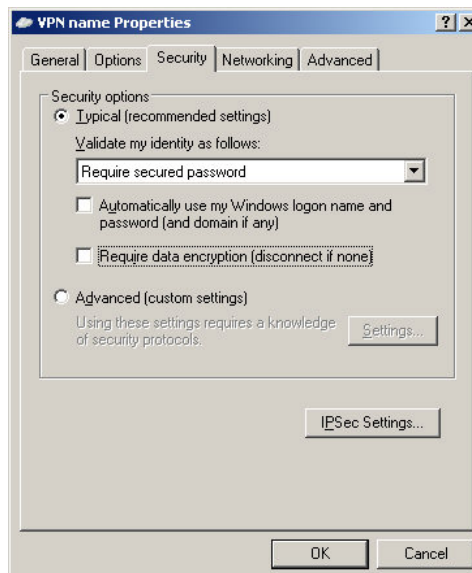 VPN name Properties
General Options Security Networking Advanced
Security options
Typical (recommended settings)
Validate my identity as follows:
Require secured password
Automatically use my Windows logon name and
password (and domain if any)
Require data encryption (disconnect if none)
Advanced (custom settings)
Using these settings requires a knowledge
of security protocols.
Settings...
IPSec Settings...
OK Cancel